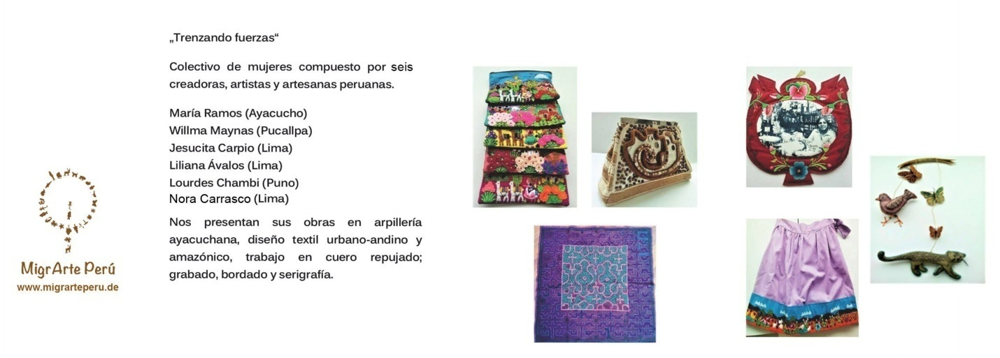 „Trenzando fuerzas“
Colectivo de mujeres compuesto por seis
creadoras, artistas y artesanas peruanas.
María Ramos (Ayacucho)
Willma Maynas (Pucallpa)
Jesucita Carpio (Lima)
Liliana Ávalos (Lima)
Lourdes Chambi (Puno)
Nora Carrasco (Lima)
Nos presentan sus obras en arpillería
ayacuchana, diseño textil urbano-andino y
amazónico, trabajo en cuero repujado;
grabado, bordado y serigrafía.
MigrArte Perú
www.migrarteperu.de